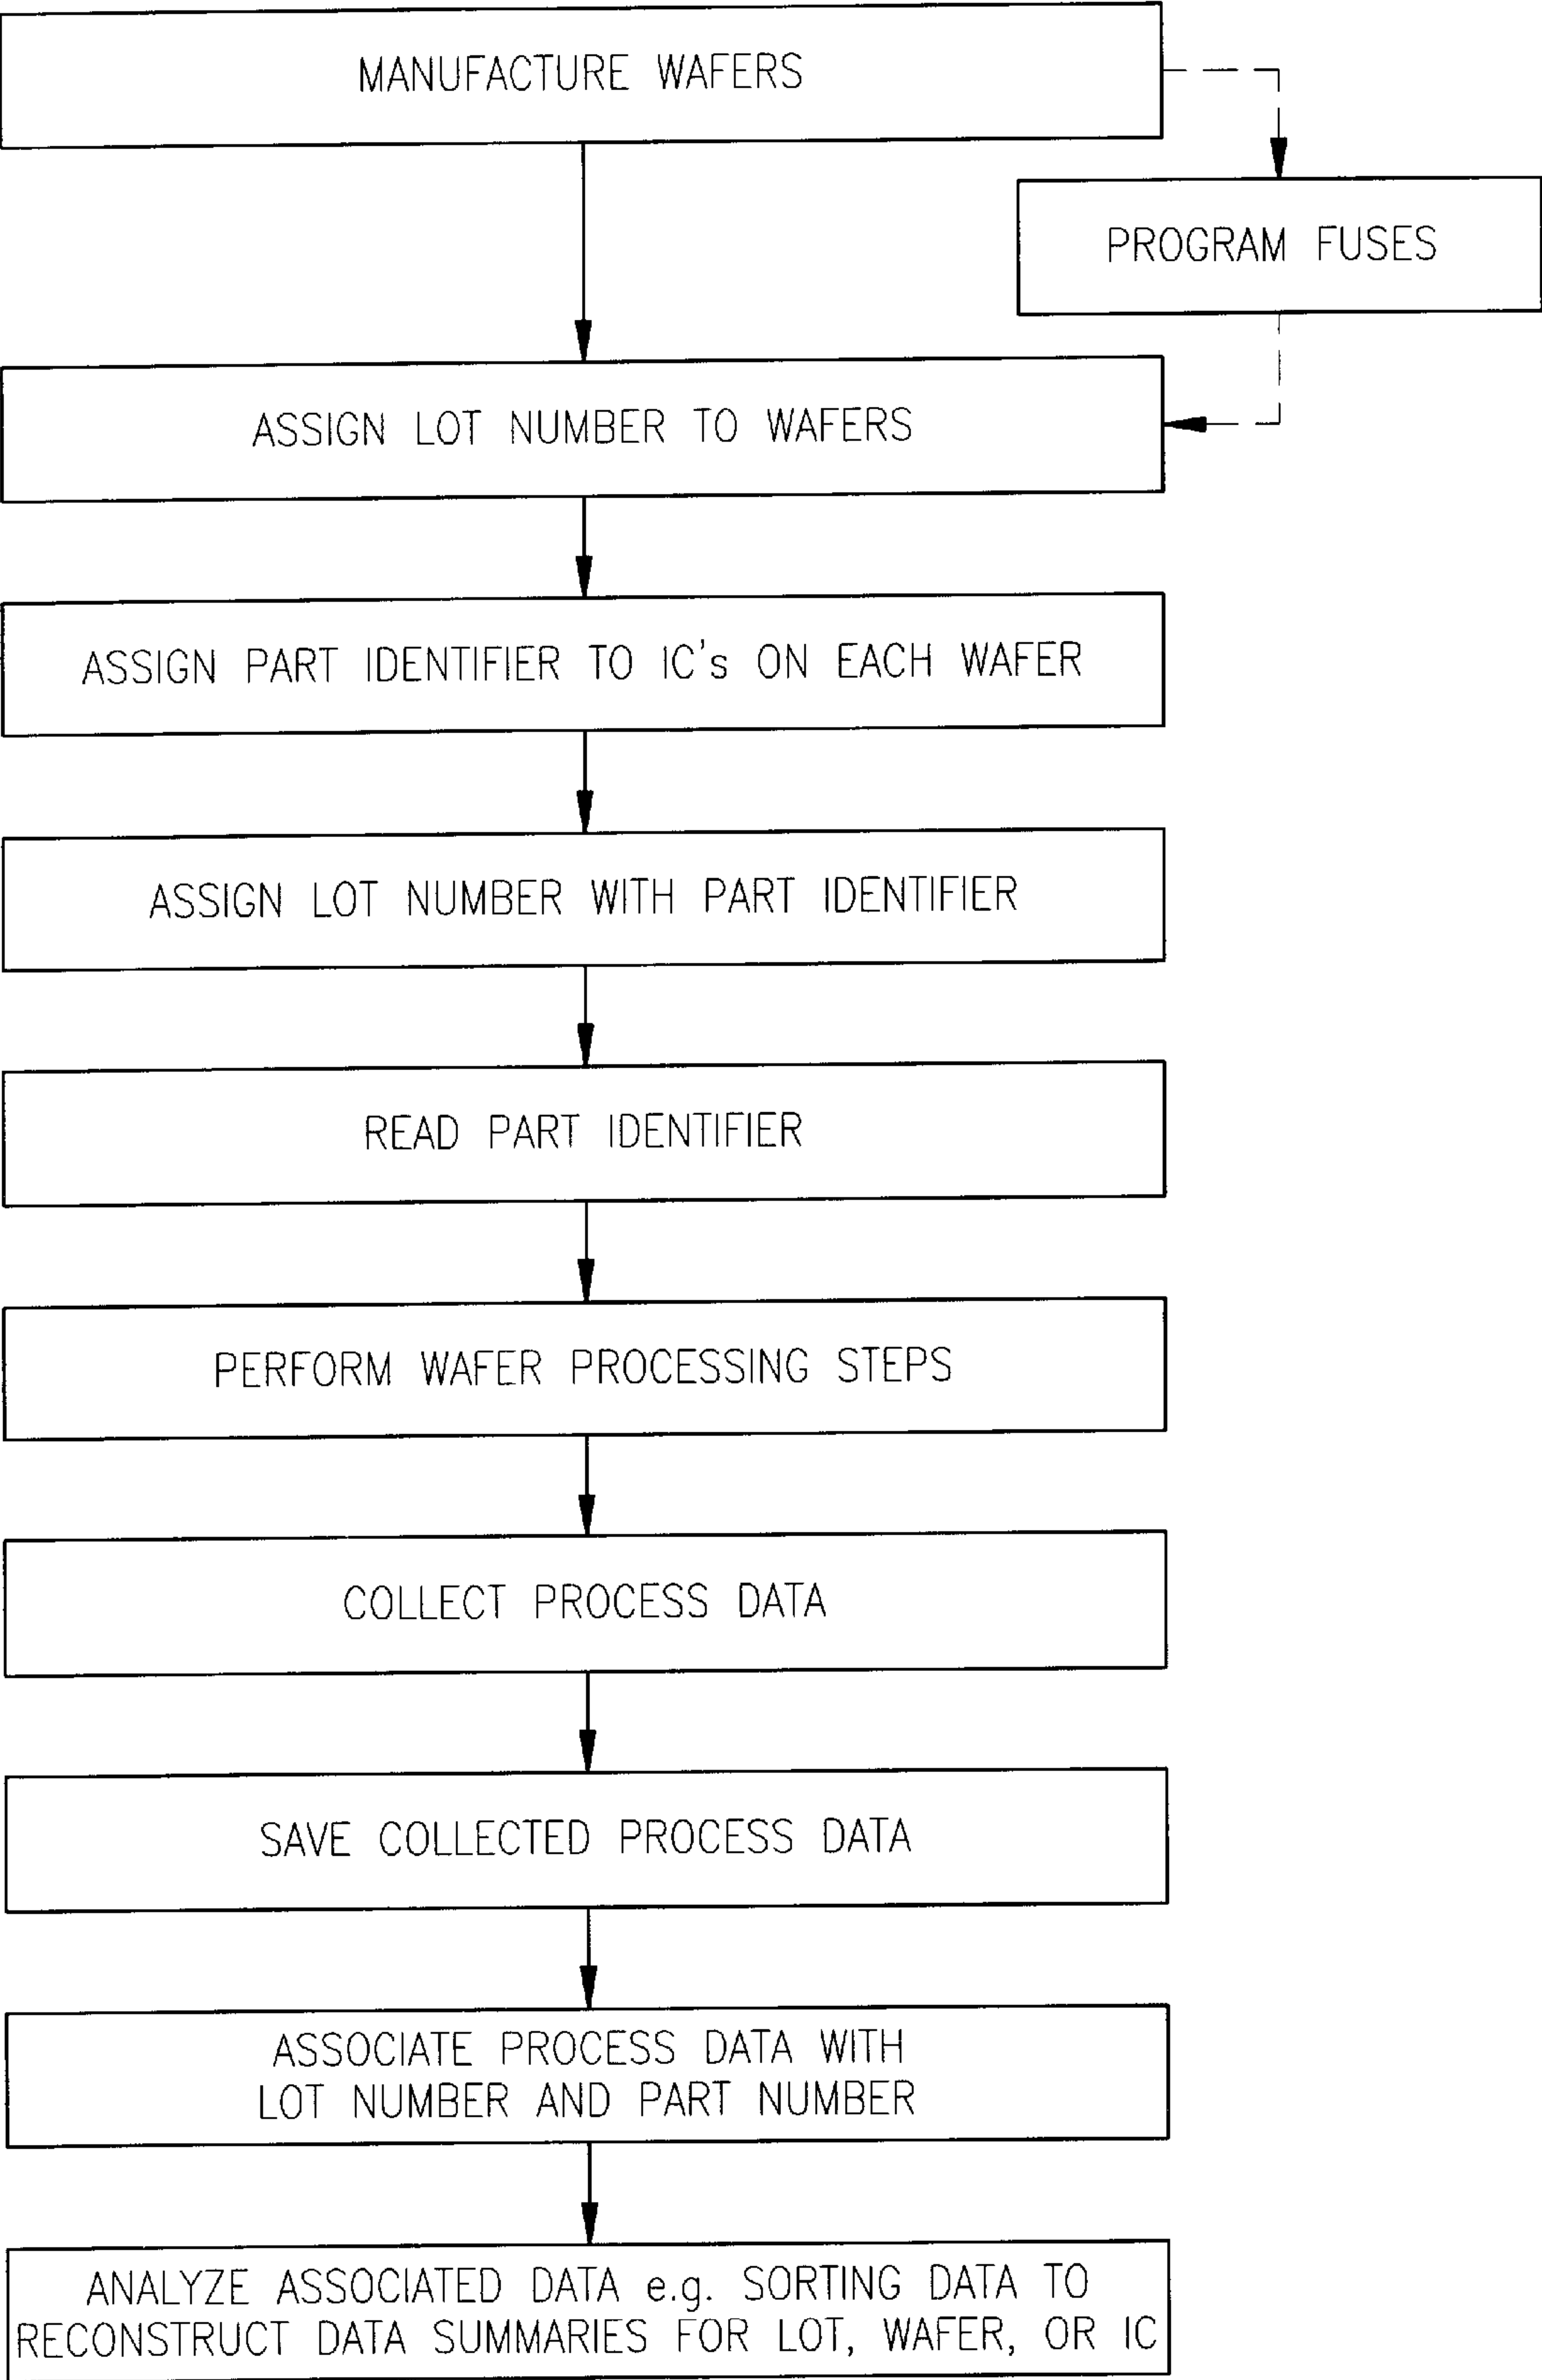 MANUFACTURE WAFERS
PROGRAM FUSES
ASSIGN LOT NUMBER TO WAFERS
ASSIGN PART IDENTIFIER TO IC's ON EACH WAFER
ASSIGN LOT NUMBER WITH PART IDENTIFIER
READ PART IDENTIFIER
PERFORM WAFER PROCESSING STEPS
COLLECT PROCESS DATA
SAVE COLLECTED PROCESS DATA
ASSOCIATE PROCESS DATA WITH
LOT NUMBER AND PART NUMBER
ANALYZE ASSOCIATED DATA e.g. SORTING DATA TO
RECONSTRUCT DATA SUMMARIES FOR LOT, WAFER, OR IC